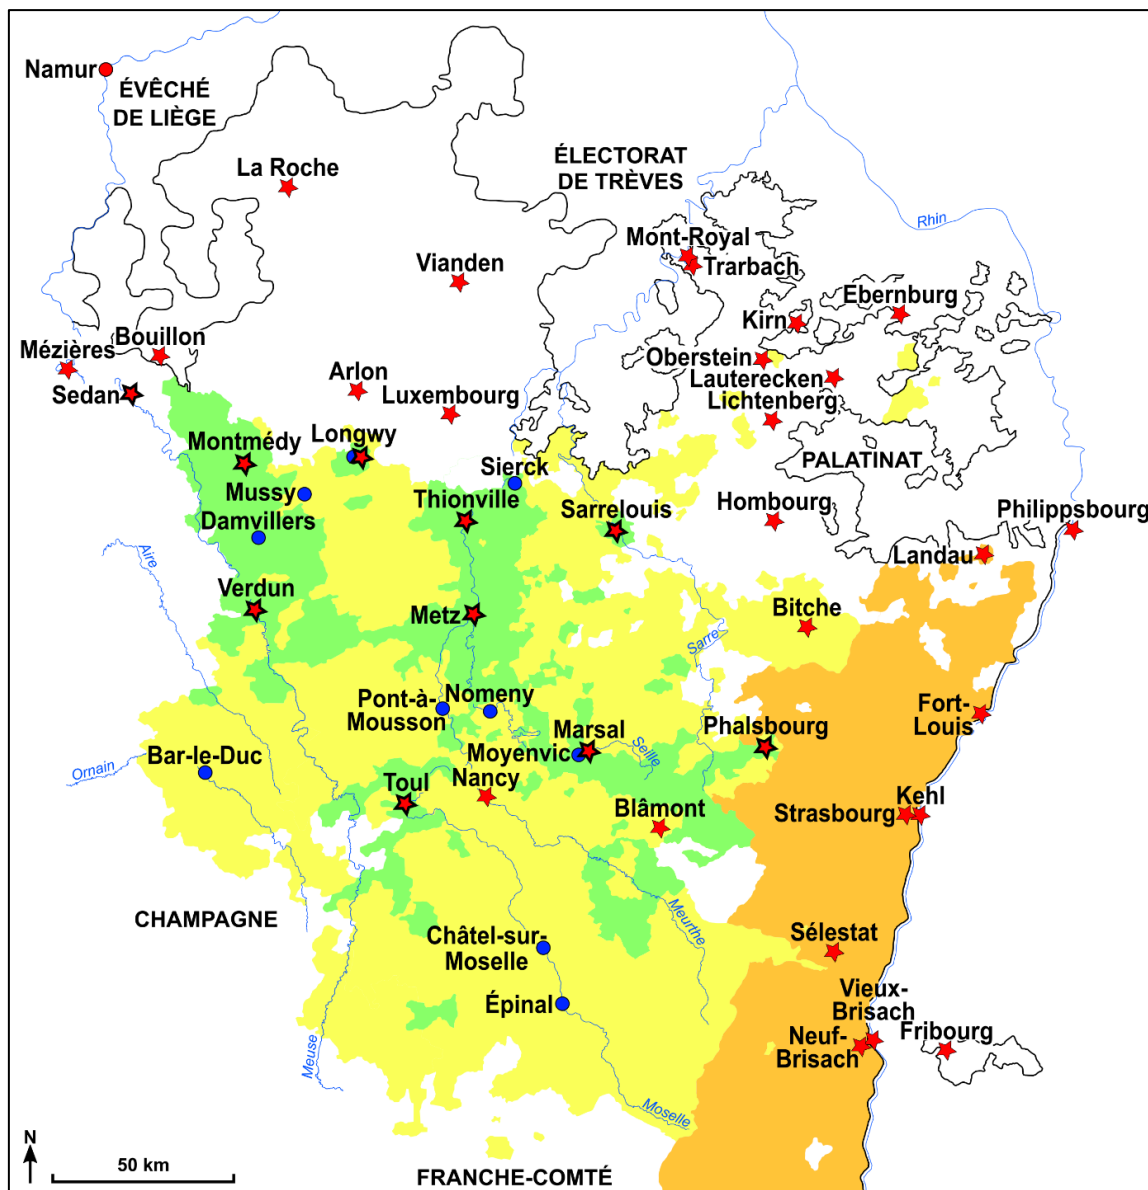 Namur
ÉVÊCHÉ
DE LIÈGE
La Roche
ÉLECTORAT
DE TRÈVES
Rhin
Mont-Royal
Trarbach
Vianden
Ebernburg
Kirn
Bouillon
Mézières
Sedan
Arlon
Luxembourg
Oberstein
Lauterecken
Lichtenberg
Montmédy
Longwy
Sierck
PALATINAT
Mussy
Thionville
Sarrelouis
Hombourg
Philippsbourg
Damvillers
Landau
Aire
Verdun
Metz
Bitche
Sarre
Pont-à-
Mousson
Nomeny
Marsal
Moyenvic
Seille
Phalsbourg
Fort-
Louis
Bar-le-Duc
Ornain
Toul
Nancy
Blâmont
Strasbourg
Kehl
CHAMPAGNE
Meurthe
Châtel-sur-
Moselle
Sélestat
Épinal
Vieux-
Brisach
Neuf-
Brisach
Fribourg
Meuse
Moselle
N
50 km
FRANCHE-COMTÉ